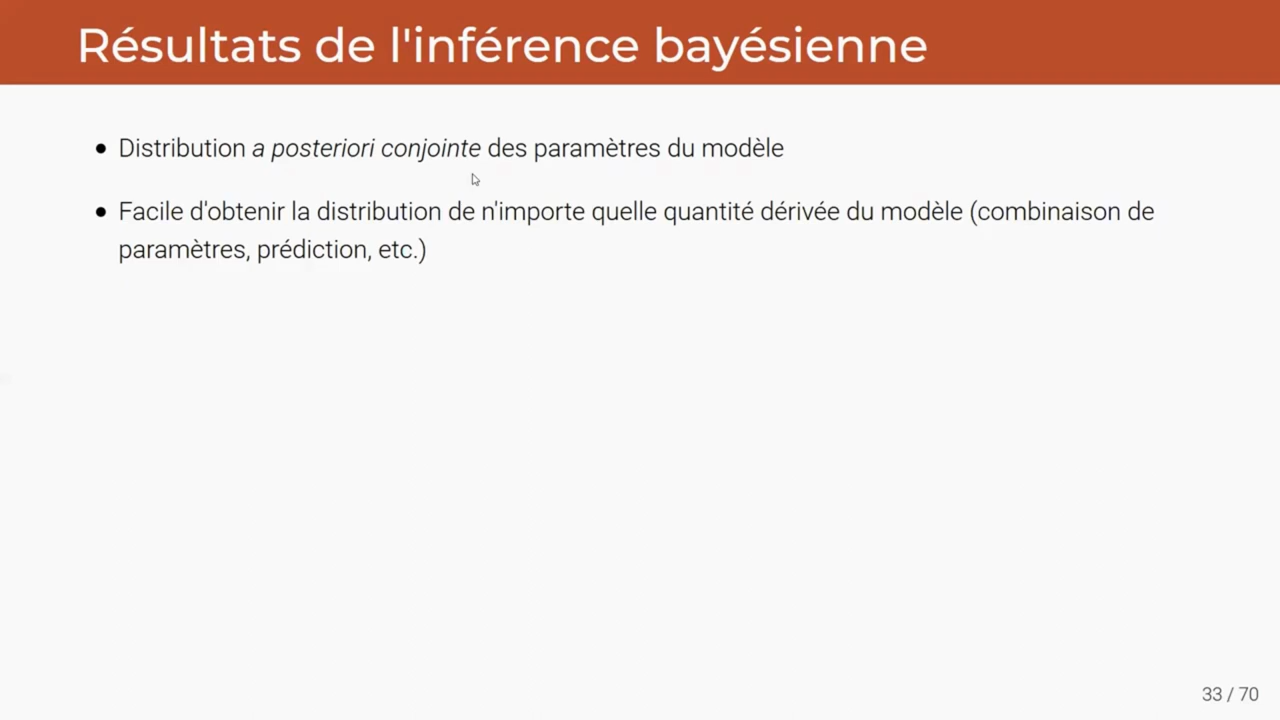 Résultats de l'inférence bayésienne
• Distribution a posteriori conjointe des paramètres du modèle
• Facile d'obtenir la distribution de n'importe quelle quantité dérivée du modèle (combinaison de
paramètres, prédiction, etc.)
33 / 70